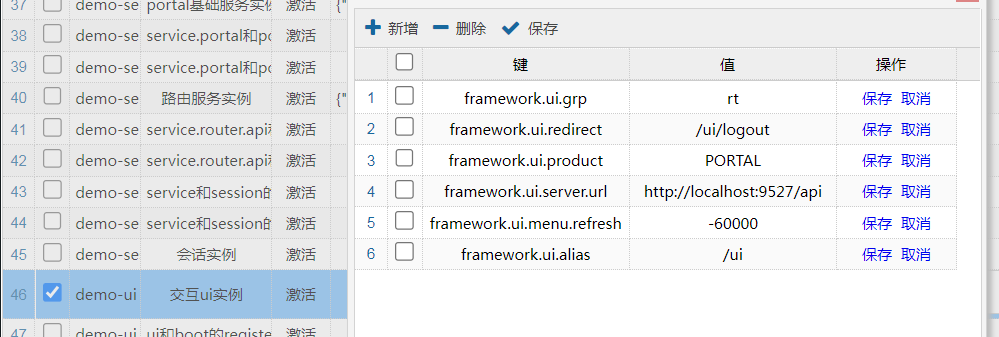 37 demo-se portal基础服务实例 激活 {"
38 demo-se service.portal和po 激活
39 demo-se service.portal和po 激活
40 demo-se 路由服务实例 激活 {"
41 demo-se service.router.api和 激活
42 demo-se service.router.api和 激活
43 demo-se service和session的 激活
44 demo-se service和session的 激活
45 demo-se 会话实例 激活
46 demo-ui 交互ui实例 激活
47 demo-ui ui和boot的registe 激活
新增 删除 保存
键 值 操作
1 framework.ui.grp rt 保存 取消
2 framework.ui.redirect /ui/logout 保存 取消
3 framework.ui.product PORTAL 保存 取消
4 framework.ui.server.url http://localhost:9527/api 保存 取消
5 framework.ui.menu.refresh -60000 保存 取消
6 framework.ui.alias /ui 保存 取消